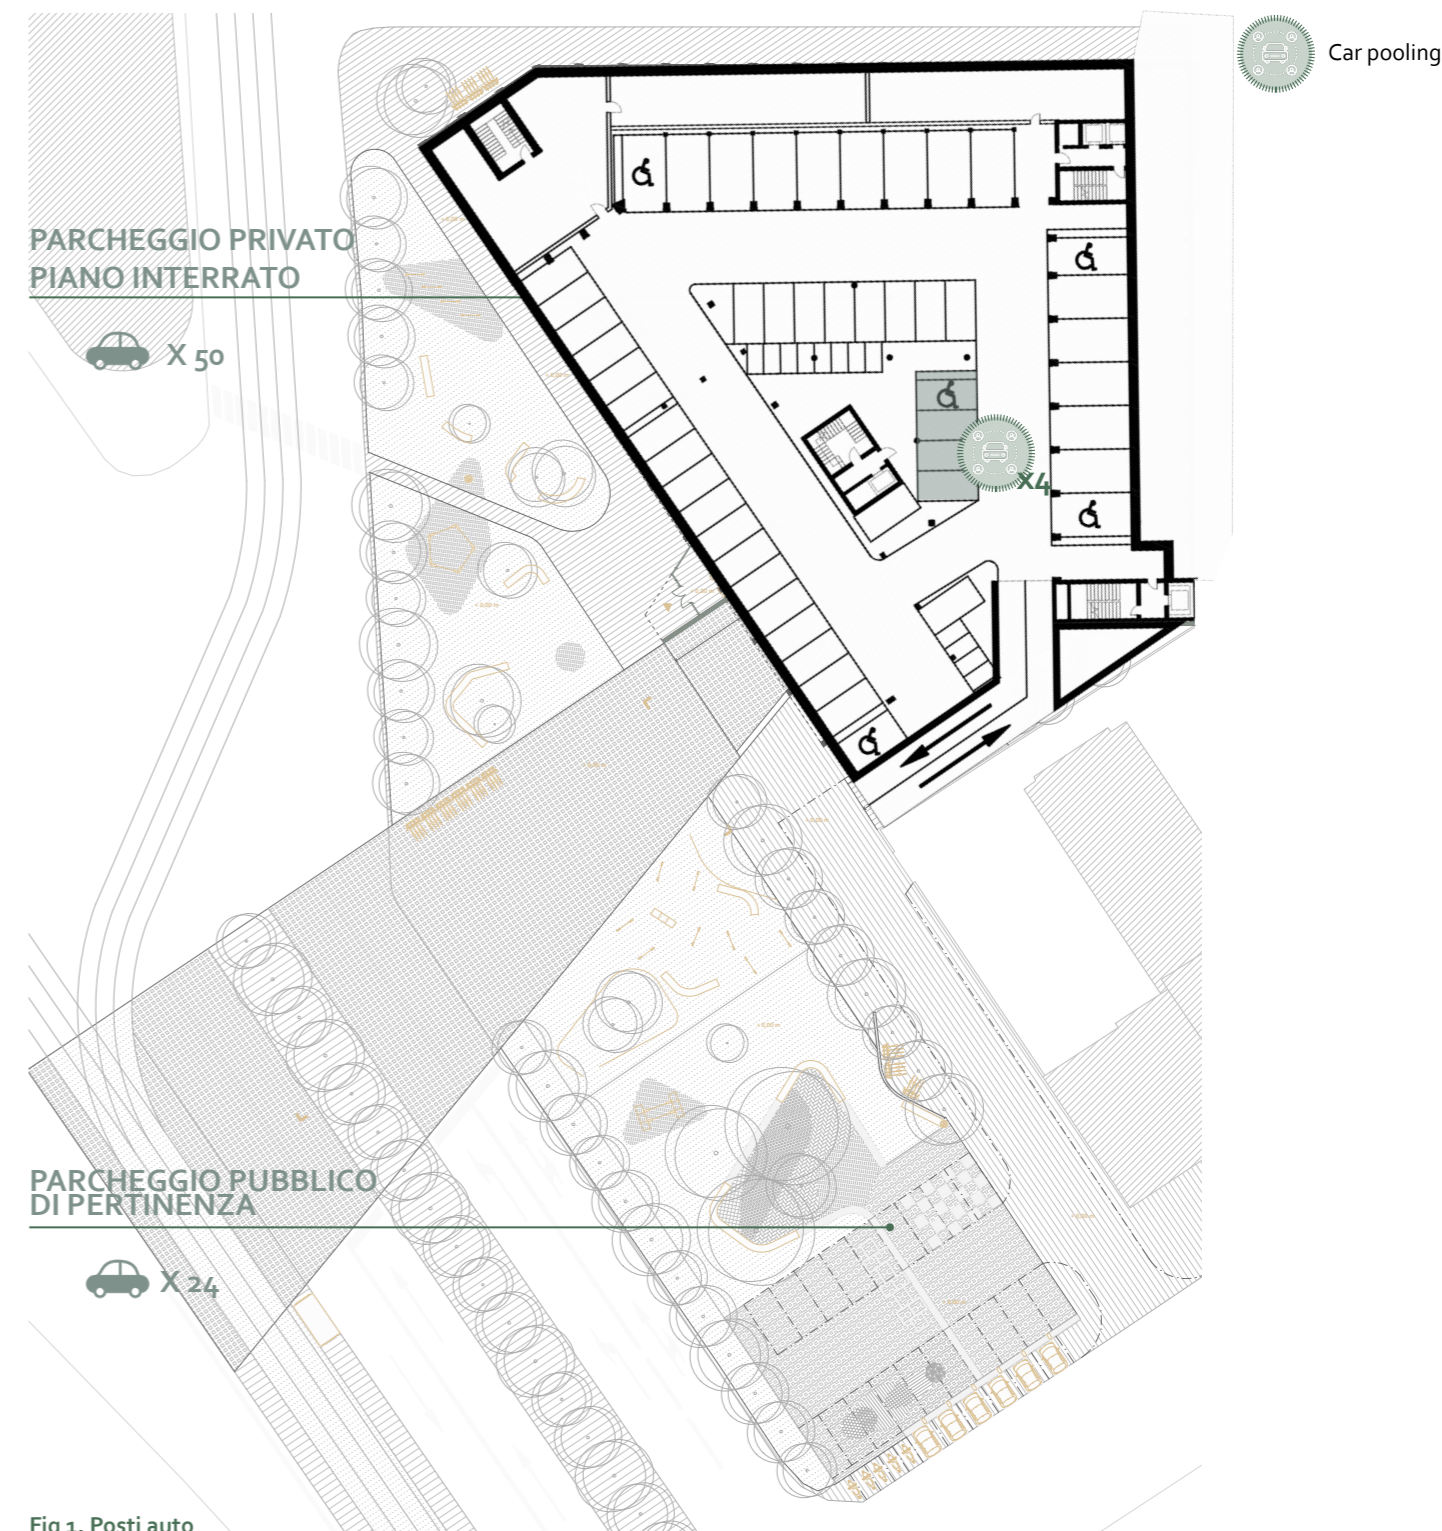 Car pooling
PARCHEGGIO PRIVATO
PIANO INTERRATO
X 50
X4
PARCHEGGIO PUBBLICO
DI PERTINENZA
X 24
Fig 1. Posti auto